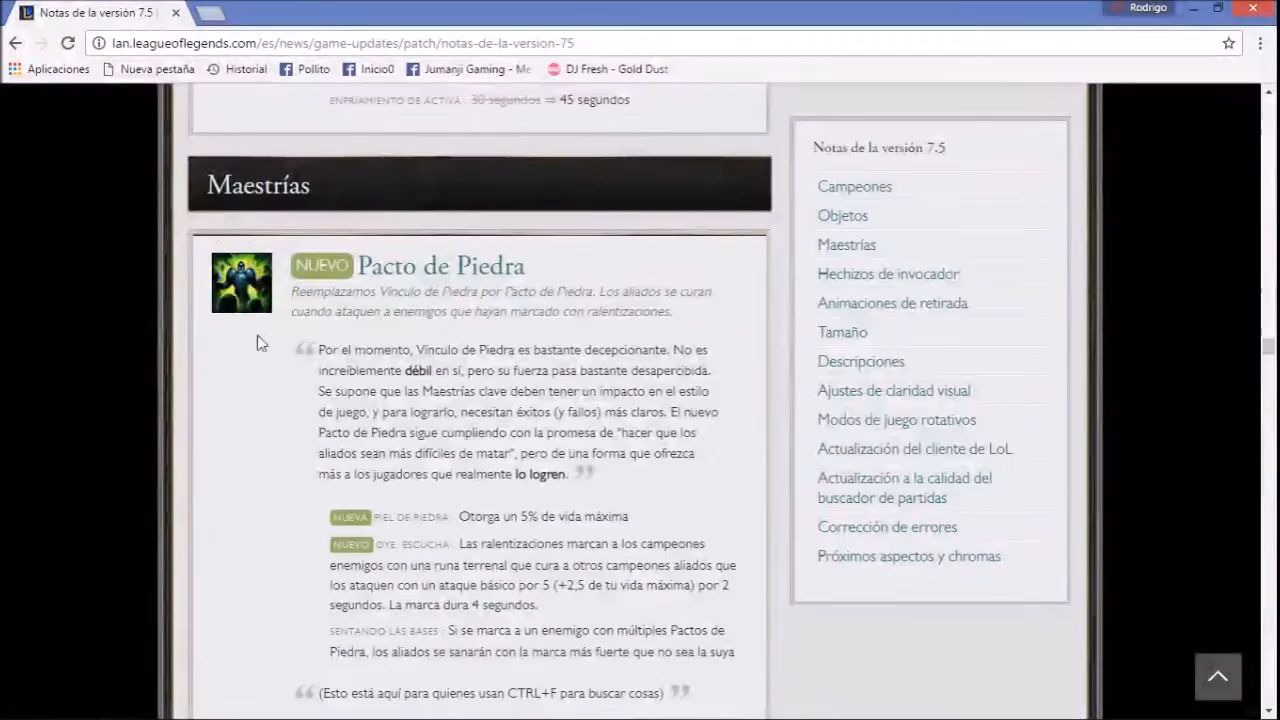 Notas de la versión 7.5
Rodrigo
lan.leagueoflegends.com/es/news/game-updates/patch/notas-de-la-version-75
Aplicaciones
Nueva pestaña
Historial
Pollito
Inicio0
Jumanji Gaming - Me
DJ Fresh - Gold Dust
ENFRIAMIENTO DE ACTIVA : 30 segundos ⇒ 45 segundos
Maestrías
NUEVO Pacto de Piedra
Reemplazamos Vínculo de Piedra por Pacto de Piedra. Los aliados se curan
cuando ataquen a enemigos que hayan marcado con ralentizaciones.
Por el momento, Vínculo de Piedra es bastante decepcionante. No es
increíblemente débil en sí, pero su fuerza pasa bastante desapercibida.
Se supone que las Maestrías clave deben tener un impacto en el estilo
de juego, y para lograrlo, necesitan éxitos (y fallos) más claros. El nuevo
Pacto de Piedra sigue cumpliendo con la promesa de "hacer que los
aliados sean más difíciles de matar", pero de una forma que ofrezca
más a los jugadores que realmente lo logren.
NUEVA PIEL DE PIEDRA : Otorga un 5% de vida máxima
NUEVO OYE, ESCUCHA : Las ralentizaciones marcan a los campeones
enemigos con una runa terrenal que cura a otros campeones aliados que
los ataquen con un ataque básico por 5 (+2,5 de tu vida máxima) por 2
segundos. La marca dura 4 segundos.
SENTANDO LAS BASES : Si se marca a un enemigo con múltiples Pactos de
Piedra, los aliados se sanarán con la marca más fuerte que no sea la suya
(Esto está aquí para quienes usan CTRL+F para buscar cosas)
Notas de la versión 7.5
Campeones
Objetos
Maestrías
Hechizos de invocador
Animaciones de retirada
Tamaño
Descripciones
Ajustes de claridad visual
Modos de juego rotativos
Actualización del cliente de LoL
Actualización a la calidad del
buscador de partidas
Corrección de errores
Próximos aspectos y chromas